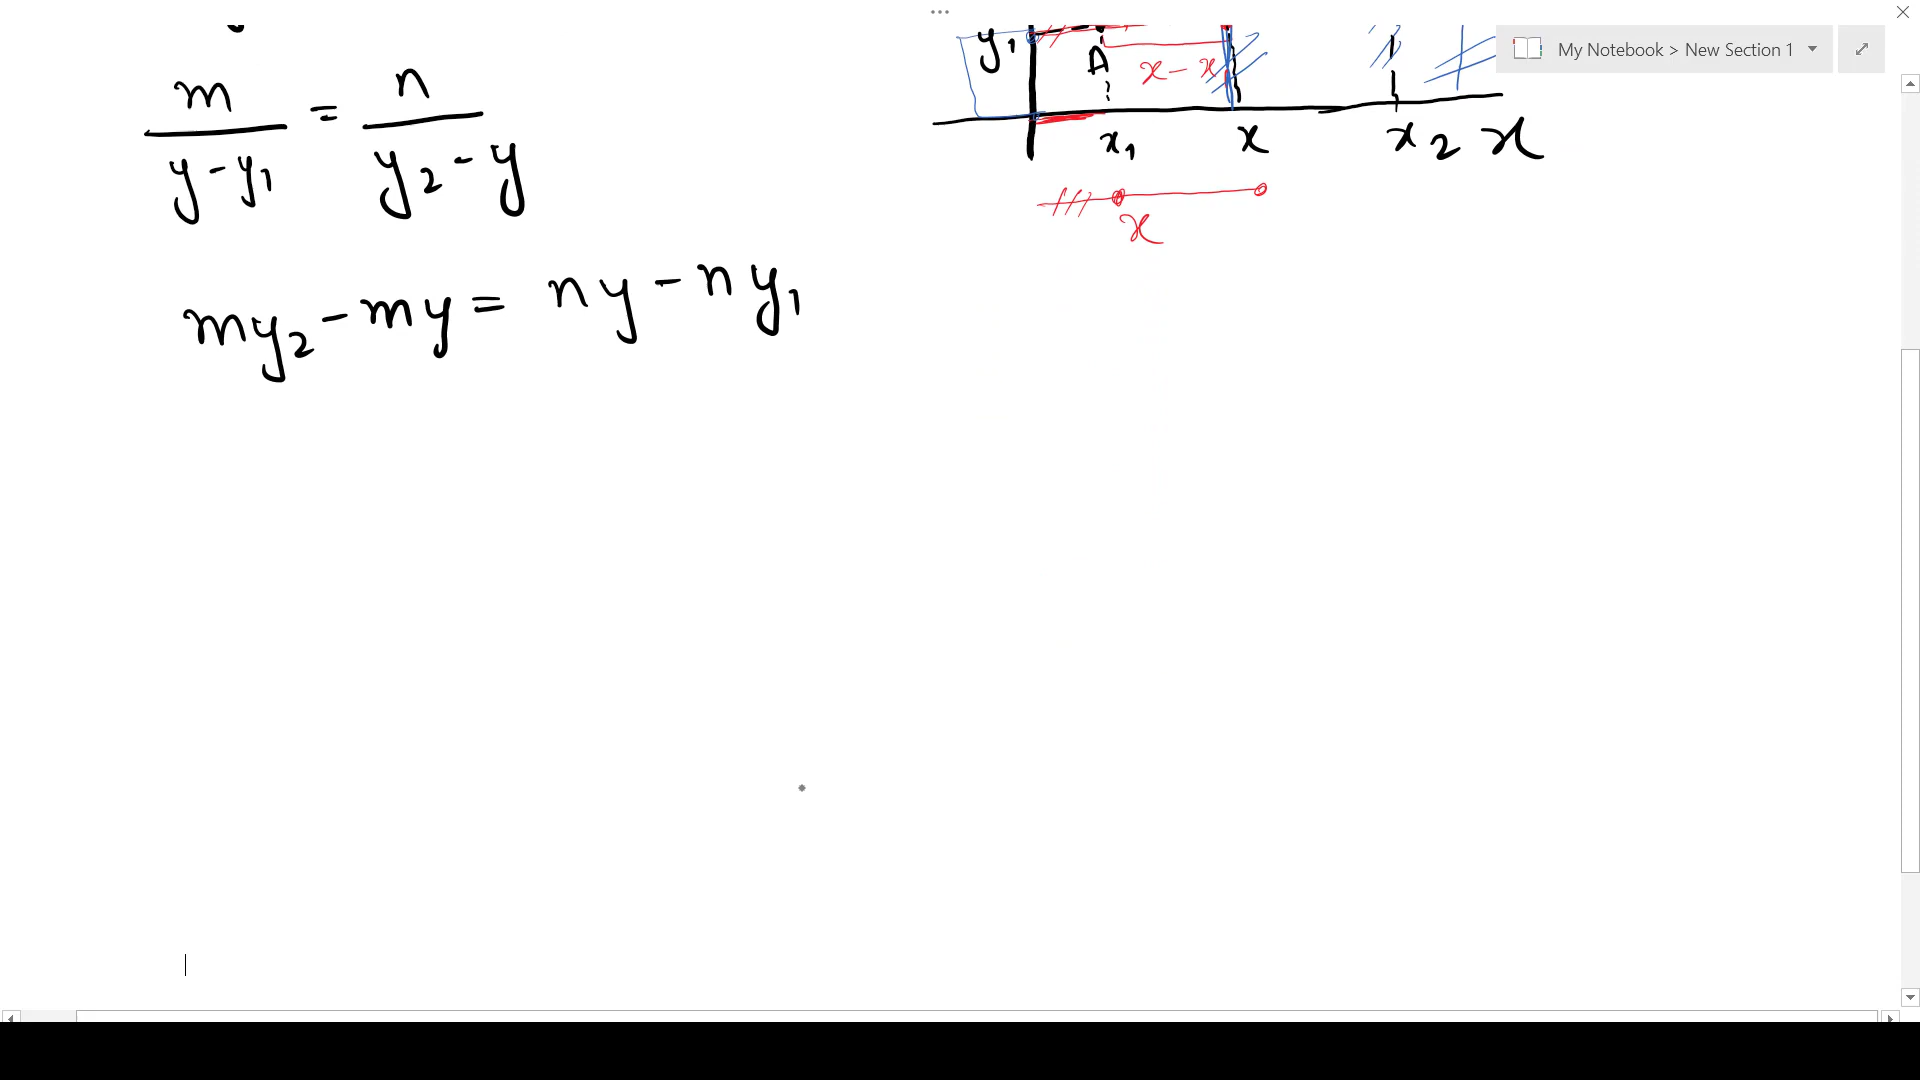 My Notebook > New Section 1
m/(y-y₁) = n/(y₂-y)
my₂-my = ny-ny₁
y₁
A
x-x₁
x₁ x x₂ x
x